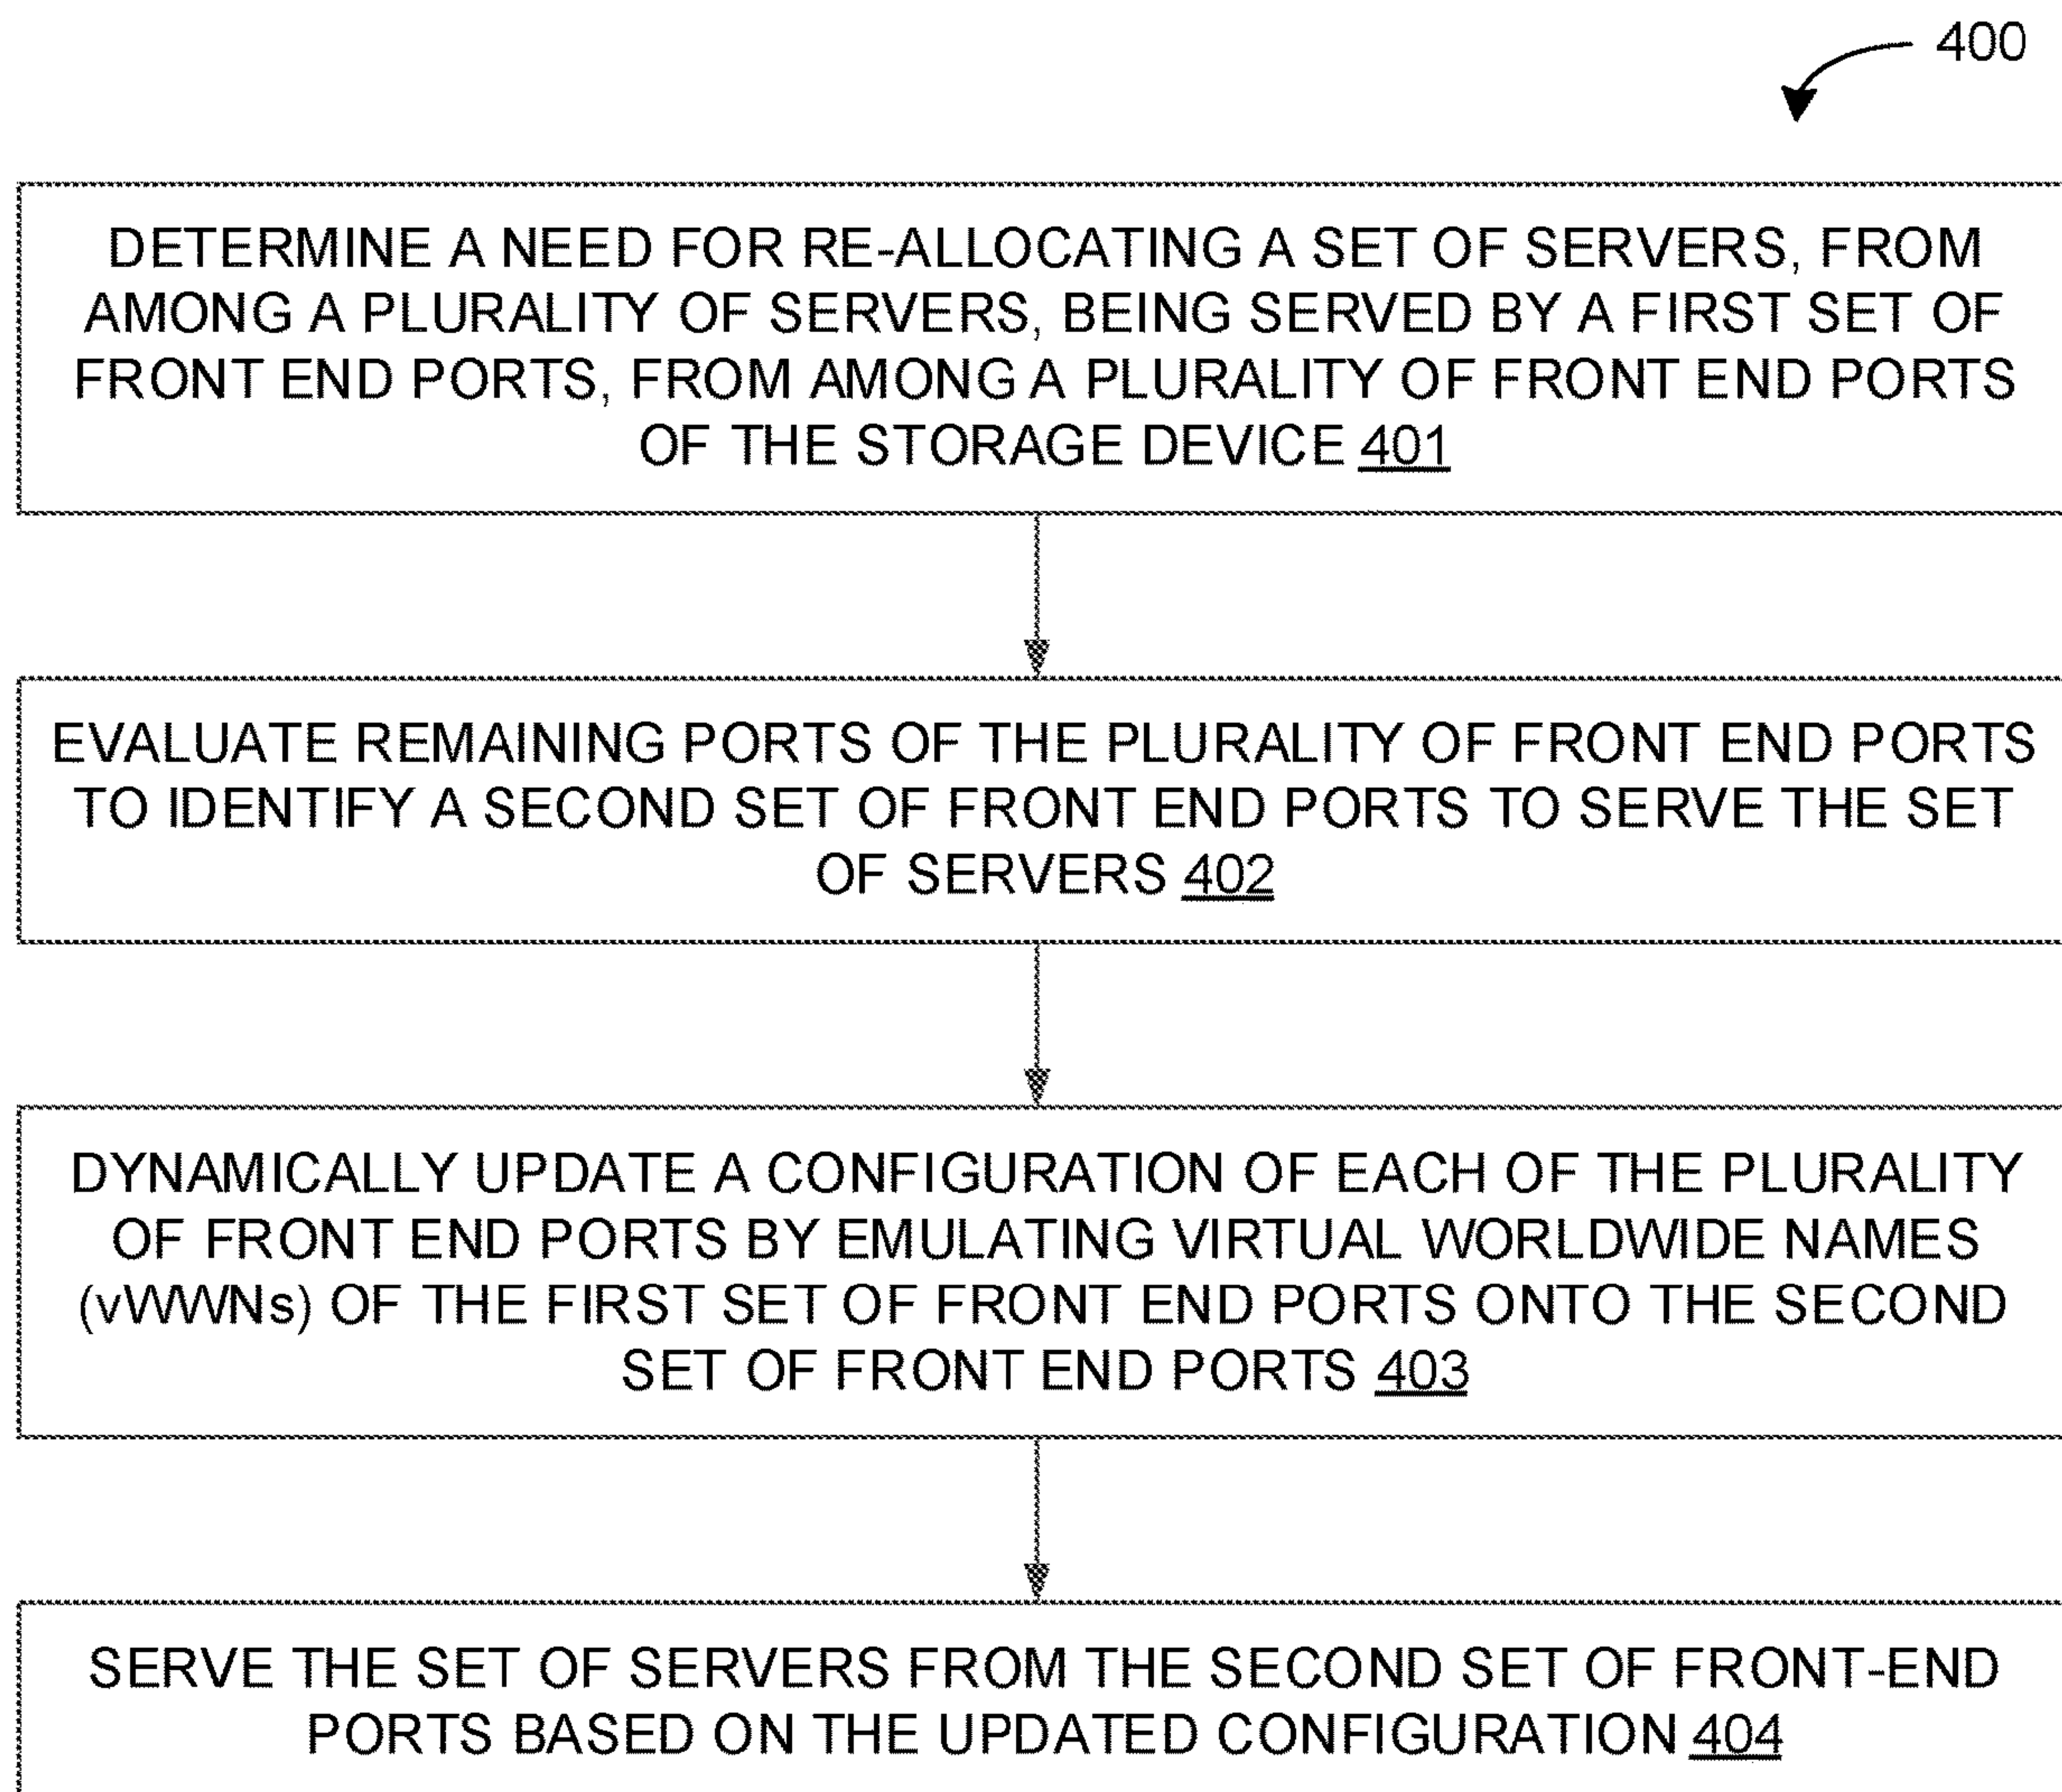 400
DETERMINE A NEED FOR RE-ALLOCATING A SET OF SERVERS, FROM
AMONG A PLURALITY OF SERVERS, BEING SERVED BY A FIRST SET OF
FRONT END PORTS, FROM AMONG A PLURALITY OF FRONT END PORTS
OF THE STORAGE DEVICE 401
EVALUATE REMAINING PORTS OF THE PLURALITY OF FRONT END PORTS
TO IDENTIFY A SECOND SET OF FRONT END PORTS TO SERVE THE SET
OF SERVERS 402
DYNAMICALLY UPDATE A CONFIGURATION OF EACH OF THE PLURALITY
OF FRONT END PORTS BY EMULATING VIRTUAL WORLDWIDE NAMES
(vWWNs) OF THE FIRST SET OF FRONT END PORTS ONTO THE SECOND
SET OF FRONT END PORTS 403
SERVE THE SET OF SERVERS FROM THE SECOND SET OF FRONT-END
PORTS BASED ON THE UPDATED CONFIGURATION 404